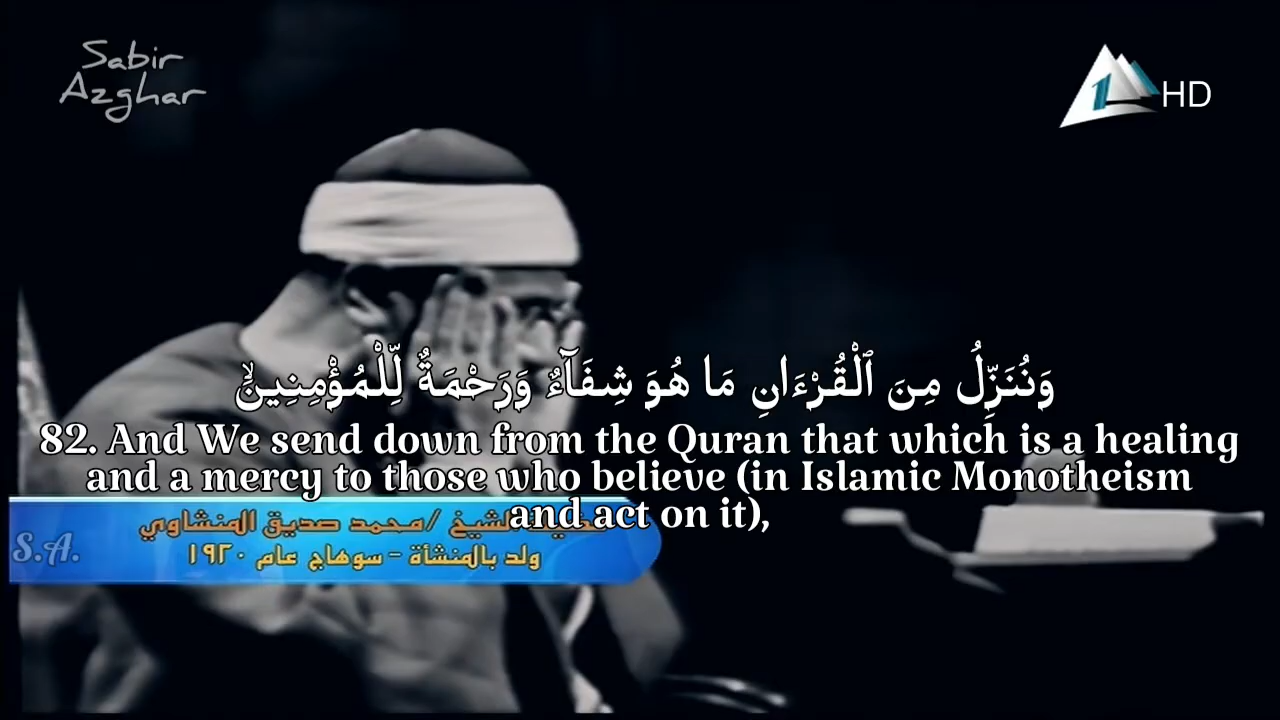 Sabir
Azghar
1 HD
وَنُنَزِّلُ مِنَ ٱلْقُرْءَانِ مَا هُوَ شِفَآءٌ وَرَحْمَةٌ لِّلْمُؤْمِنِينَۙ
82. And We send down from the Quran that which is a healing
and a mercy to those who believe (in Islamic Monotheism
and act on it),
الشيخ / محمد صديق المنشاوي
ولد بالمنشأة - سوهاج عام ١٩٢٠
S.A.